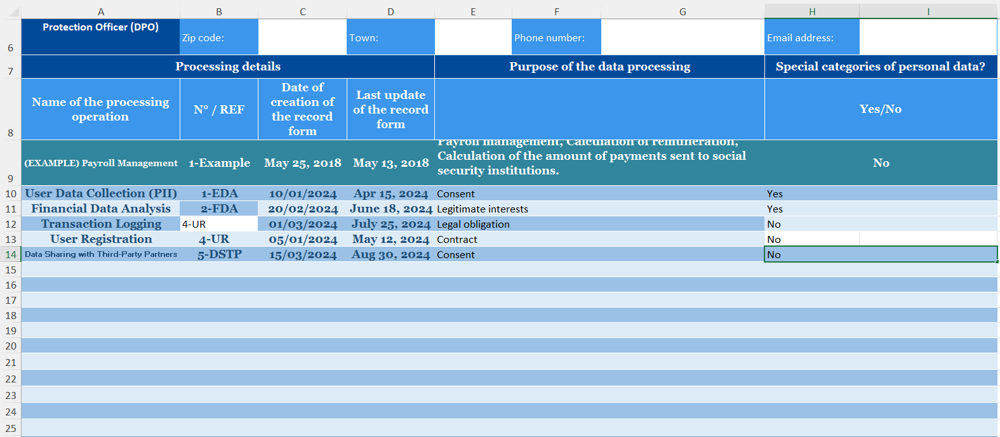 A B C D E F G H I
6 Protection Officer (DPO) Zip code: Town: Phone number: Email address:
7 Processing details Purpose of the data processing Special categories of personal data?
8 Name of the processing operation N° / REF Date of creation of the record form Last update of the record form Yes/No
9 (EXAMPLE) Payroll Management 1-Example May 25, 2018 May 13, 2018 Payroll management, Calculation of remuneration, Calculation of the amount of payments sent to social security institutions. No
10 User Data Collection (PII) 1-EDA 10/01/2024 Apr 15, 2024 Consent Yes
11 Financial Data Analysis 2-FDA 20/02/2024 June 18, 2024 Legitimate interests Yes
12 Transaction Logging 4-UR 01/03/2024 July 25, 2024 Legal obligation No
13 User Registration 4-UR 05/01/2024 May 12, 2024 Contract No
14 Data Sharing with Third-Party Partners 5-DSTP 15/03/2024 Aug 30, 2024 Consent No
15
16
17
18
19
20
21
22
23
24
25